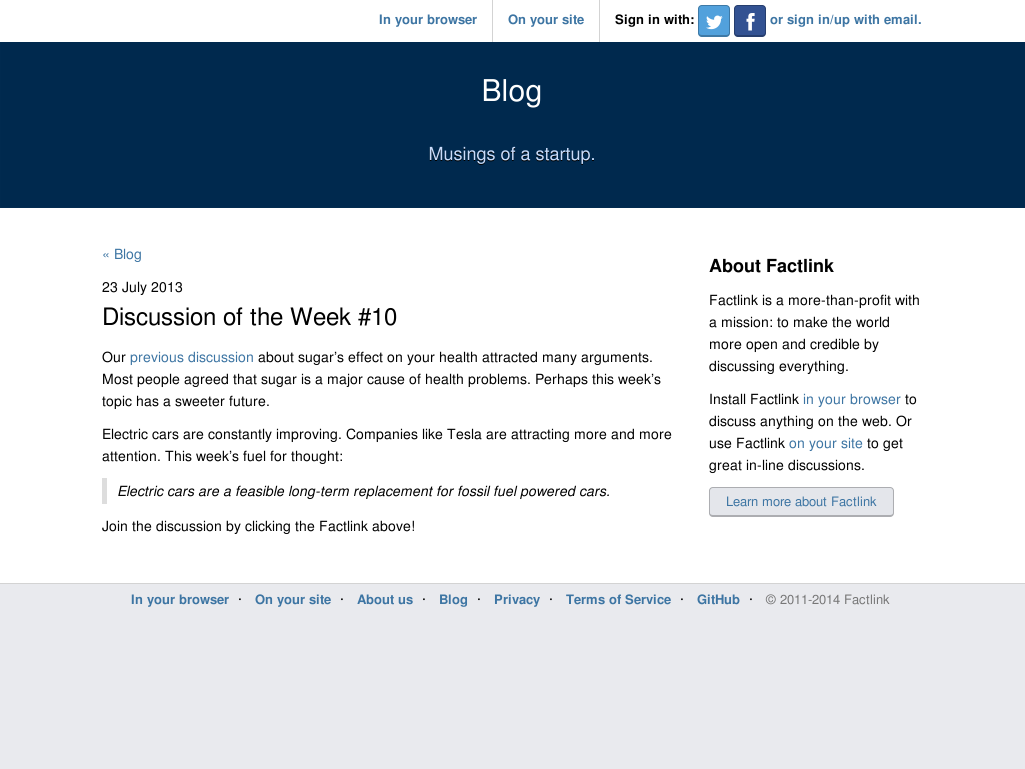 In your browser
On your site
Sign in with: or sign in/up with email.
Blog
Musings of a startup.
« Blog
23 July 2013
Discussion of the Week #10
Our previous discussion about sugar’s effect on your health attracted many arguments.
Most people agreed that sugar is a major cause of health problems. Perhaps this week’s
topic has a sweeter future.
Electric cars are constantly improving. Companies like Tesla are attracting more and more
attention. This week’s fuel for thought:
Electric cars are a feasible long-term replacement for fossil fuel powered cars.
Join the discussion by clicking the Factlink above!
About Factlink
Factlink is a more-than-profit with
a mission: to make the world
more open and credible by
discussing everything.
Install Factlink in your browser to
discuss anything on the web. Or
use Factlink on your site to get
great in-line discussions.
Learn more about Factlink
In your browser · On your site · About us · Blog · Privacy · Terms of Service · GitHub · © 2011-2014 Factlink